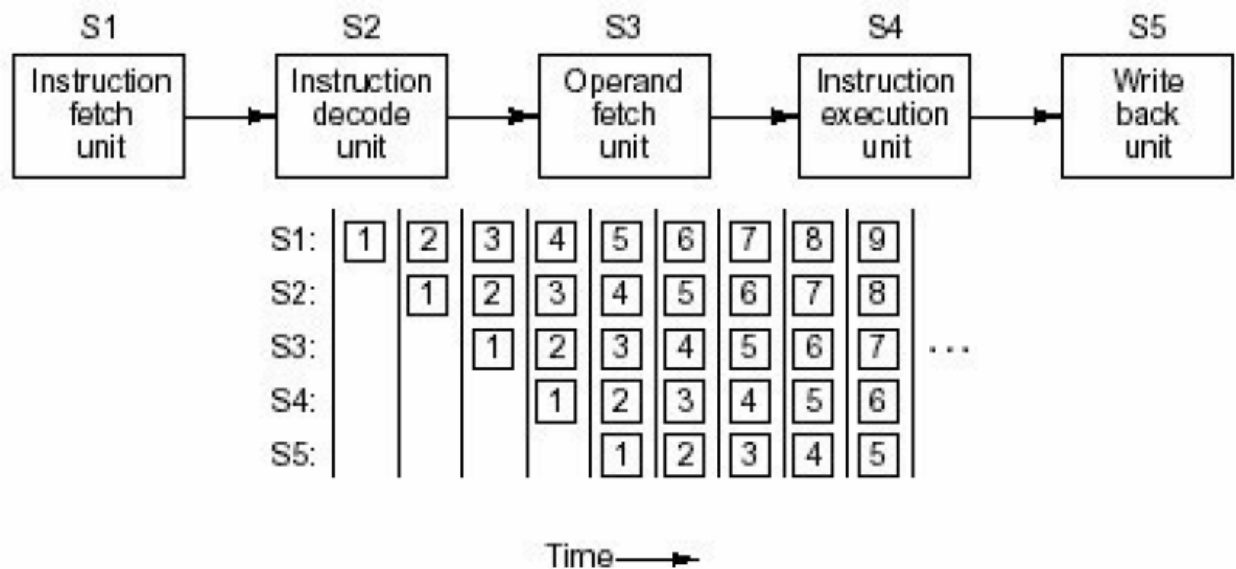 S1 S2 S3 S4 S5
Instruction fetch unit
Instruction decode unit
Operand fetch unit
Instruction execution unit
Write back unit
S1: 1 2 3 4 5 6 7 8 9
S2: 1 2 3 4 5 6 7 8
S3: 1 2 3 4 5 6 7 ...
S4: 1 2 3 4 5 6
S5: 1 2 3 4 5
Time